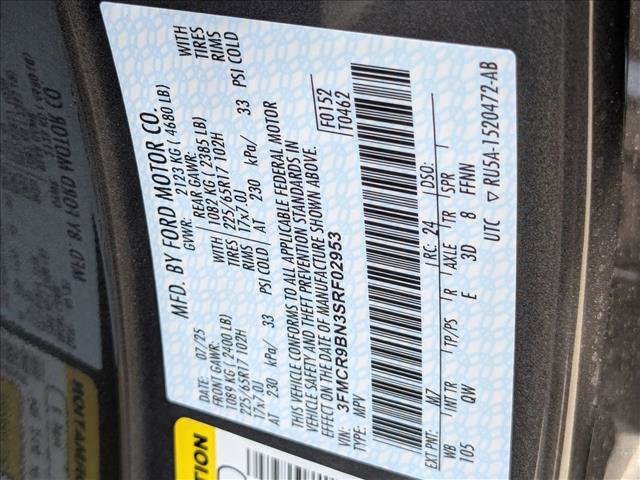 MFD. BY FORD MOTOR CO.
07/25 GVWR: 2123 KG ( 4680 LB)
FRONT GAWR: REAR GAWR:
1089 KG ( 2400 LB) WITH 1082 KG ( 2385 LB) WITH
225/65R17 102H TIRES 225/65R17 102H TIRES
17x7.0J RIMS 17x7.0J RIMS
AT 230 kPa/ 33 PSI COLD AT 230 kPa/ 33 PSI COLD
THIS VEHICLE CONFORMS TO ALL APPLICABLE FEDERAL MOTOR
VEHICLE SAFETY AND THEFT PREVENTION STANDARDS IN
EFFECT ON THE DATE OF MANUFACTURE SHOWN ABOVE.
VIN: 3FMCR9BN3SRF02953 F0152
TYPE: MPV T0462
EXT PNT: M7 RC: 24 DSO:
WB INT TR TP/PS R AXLE TR SPR
105 QW E 3D 8 FFNN
UTC ▽ RU5A-1520472-AB